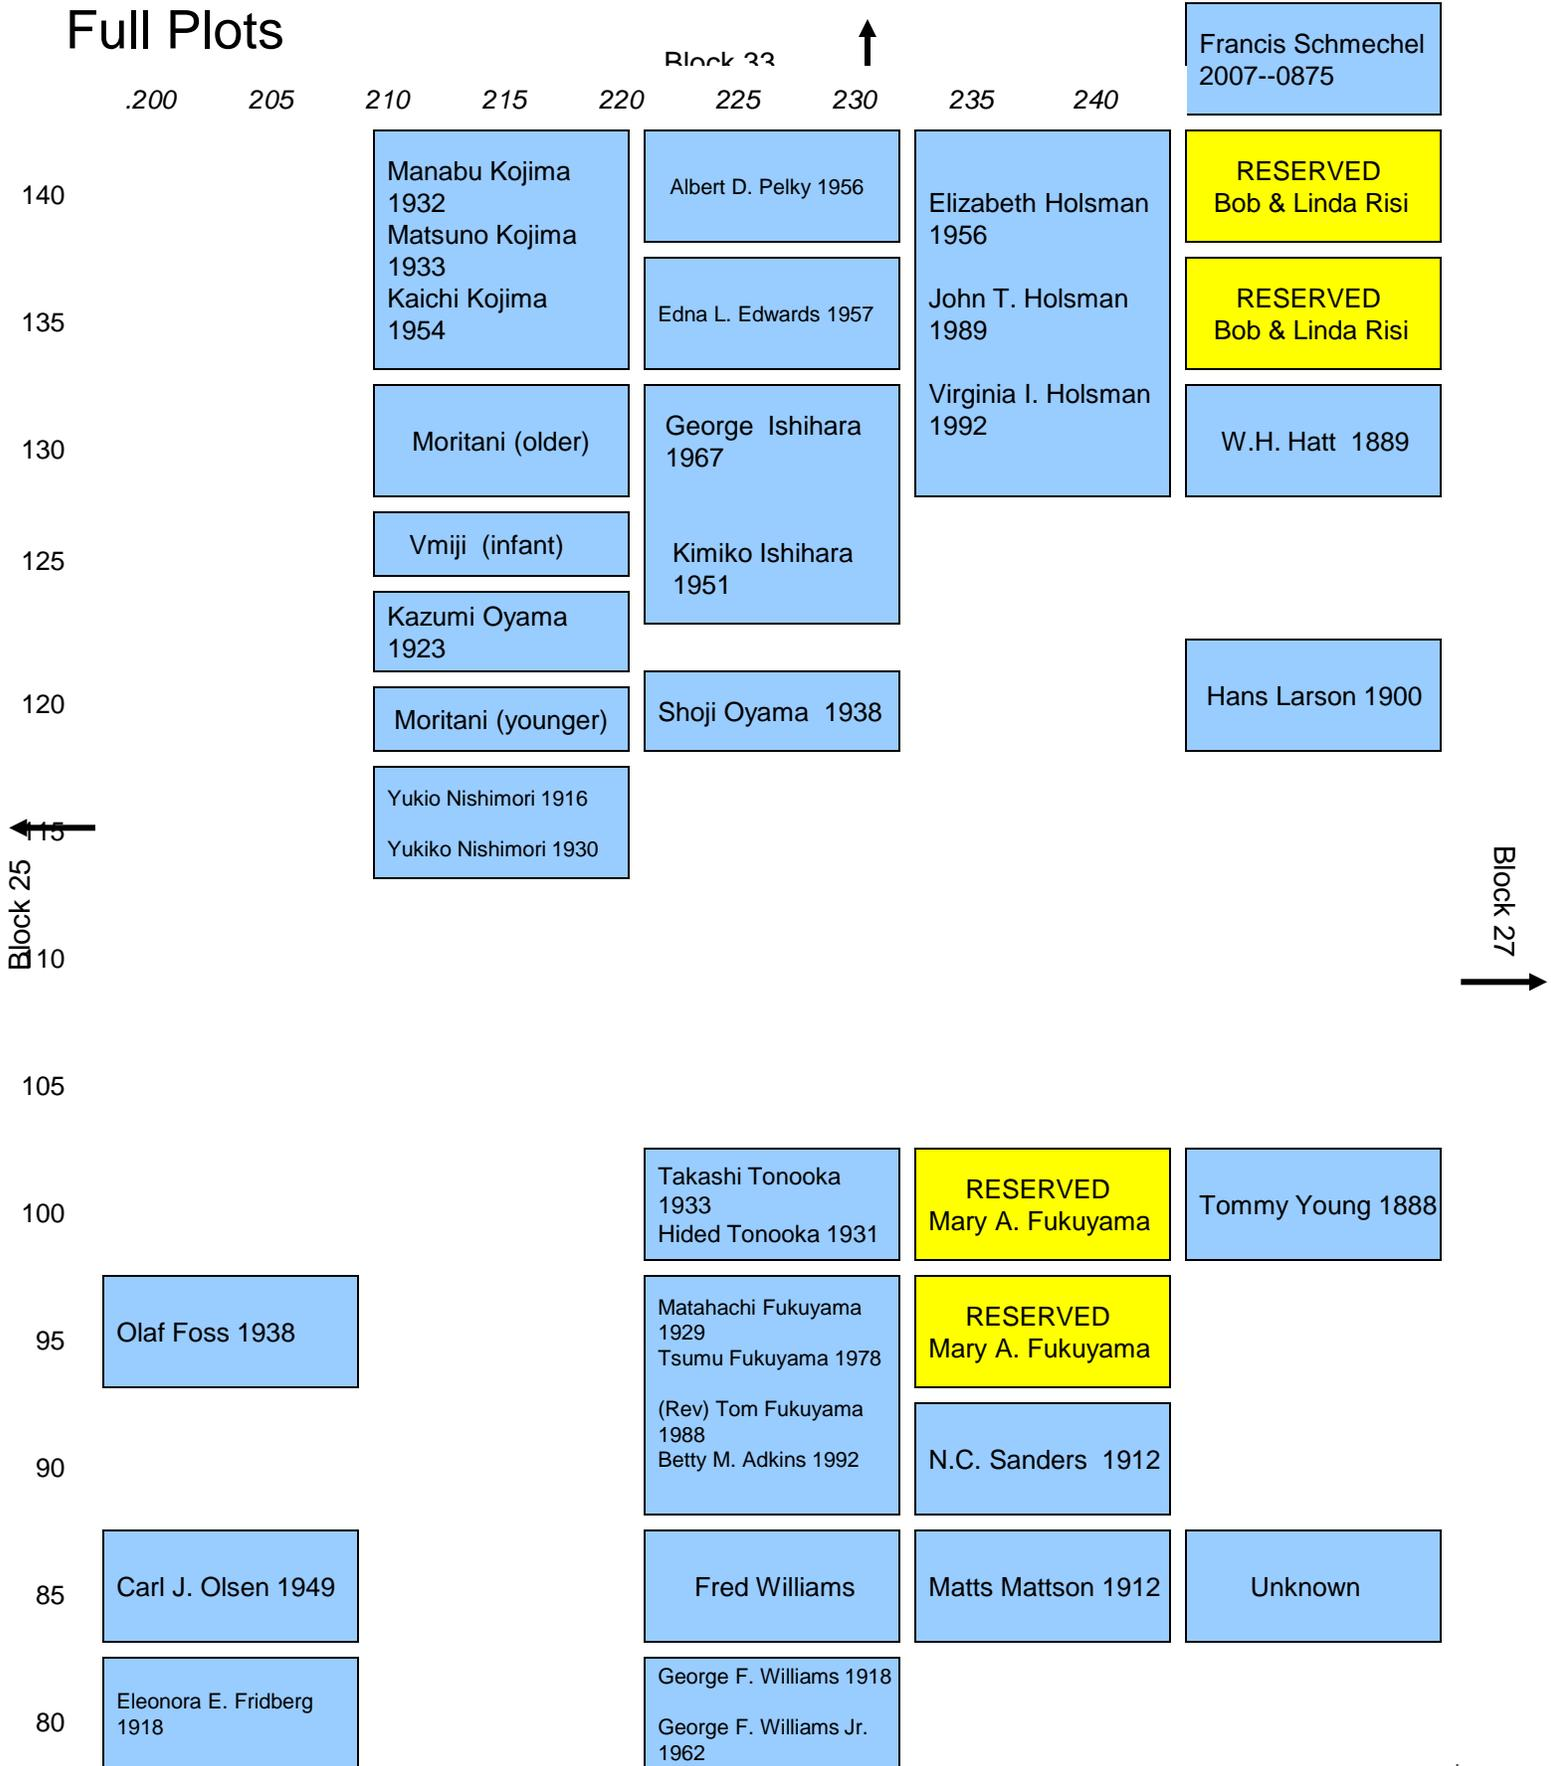 Full Plots
Block 33
Francis Schmechel
2007--0875
.200 205 210 215 220 225 230 235 240
140
Manabu Kojima
1932
Matsuno Kojima
1933
Kaichi Kojima
1954
Albert D. Pelky 1956
Elizabeth Holsman
1956
John T. Holsman
1989
Virginia I. Holsman
1992
RESERVED
Bob & Linda Risi
135
Edna L. Edwards 1957
RESERVED
Bob & Linda Risi
130
Moritani (older)
George  Ishihara
1967
Kimiko Ishihara
1951
W.H. Hatt  1889
125
Vmiji  (infant)
Kazumi Oyama
1923
120
Moritani (younger)
Shoji Oyama  1938
Hans Larson 1900
115
Yukio Nishimori 1916
Yukiko Nishimori 1930
Block 25
Block 27
110
105
100
Takashi Tonooka
1933
Hided Tonooka 1931
RESERVED
Mary A. Fukuyama
Tommy Young 1888
95
Olaf Foss 1938
Matahachi Fukuyama
1929
Tsumu Fukuyama 1978
(Rev) Tom Fukuyama
1988
Betty M. Adkins 1992
RESERVED
Mary A. Fukuyama
90
N.C. Sanders  1912
85
Carl J. Olsen 1949
Fred Williams
Matts Mattson 1912
Unknown
80
Eleonora E. Fridberg
1918
George F. Williams 1918
George F. Williams Jr.
1962